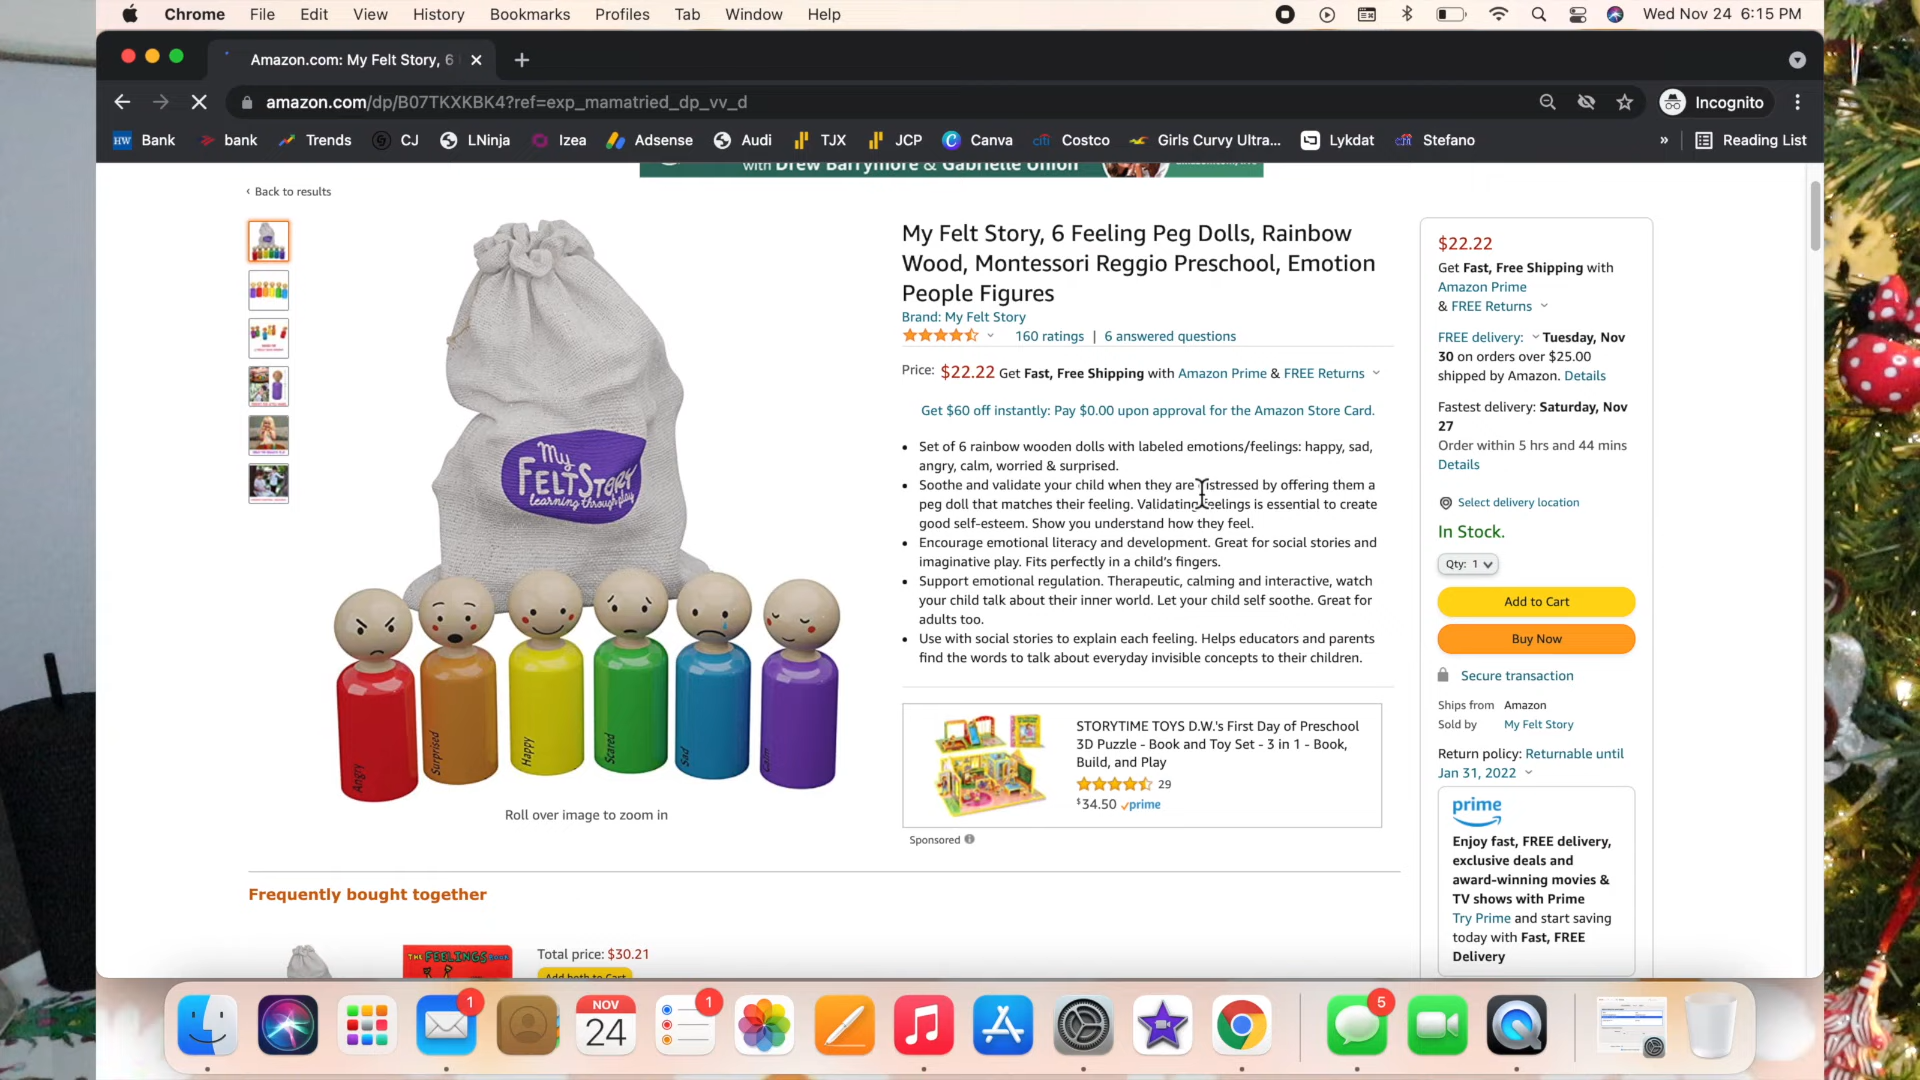 Chrome File Edit View History Bookmarks Profiles Tab Window Help Wed Nov 24 6:15 PM
Amazon.com: My Felt Story, 6
amazon.com/dp/B07TKXKBK4?ref=exp_mamatried_dp_vv_d Incognito
HW Bank bank Trends CJ LNinja Izea Adsense Audi TJX JCP Canva citi Costco Girls Curvy Ultra... Lykdat citi Stefano » Reading List
with Drew Barrymore & Gabrielle Union
‹ Back to results
My Felt Story, 6 Feeling Peg Dolls, Rainbow
Wood, Montessori Reggio Preschool, Emotion
People Figures
Brand: My Felt Story
160 ratings | 6 answered questions
Price: $22.22 Get Fast, Free Shipping with Amazon Prime & FREE Returns
Get $60 off instantly: Pay $0.00 upon approval for the Amazon Store Card.
• Set of 6 rainbow wooden dolls with labeled emotions/feelings: happy, sad,
angry, calm, worried & surprised.
• Soothe and validate your child when they are distressed by offering them a
peg doll that matches their feeling. Validating feelings is essential to create
good self-esteem. Show you understand how they feel.
• Encourage emotional literacy and development. Great for social stories and
imaginative play. Fits perfectly in a child's fingers.
• Support emotional regulation. Therapeutic, calming and interactive, watch
your child talk about their inner world. Let your child self soothe. Great for
adults too.
• Use with social stories to explain each feeling. Helps educators and parents
find the words to talk about everyday invisible concepts to their children.
My
FELT STORY
learning through play
Angry
Surprised
Happy
Scared
Sad
Calm
Roll over image to zoom in
STORYTIME TOYS D.W.'s First Day of Preschool
3D Puzzle - Book and Toy Set - 3 in 1 - Book,
Build, and Play
29
$34.50 prime
Sponsored
$22.22
Get Fast, Free Shipping with
Amazon Prime
& FREE Returns
FREE delivery: Tuesday, Nov
30 on orders over $25.00
shipped by Amazon. Details
Fastest delivery: Saturday, Nov
27
Order within 5 hrs and 44 mins
Details
Select delivery location
In Stock.
Qty: 1
Add to Cart
Buy Now
Secure transaction
Ships from Amazon
Sold by My Felt Story
Return policy: Returnable until
Jan 31, 2022
prime
Enjoy fast, FREE delivery,
exclusive deals and
award-winning movies &
TV shows with Prime
Try Prime and start saving
today with Fast, FREE
Delivery
Frequently bought together
THE FEELINGS BOOK
Total price: $30.21
Add both to Cart
1
NOV
24
1
5